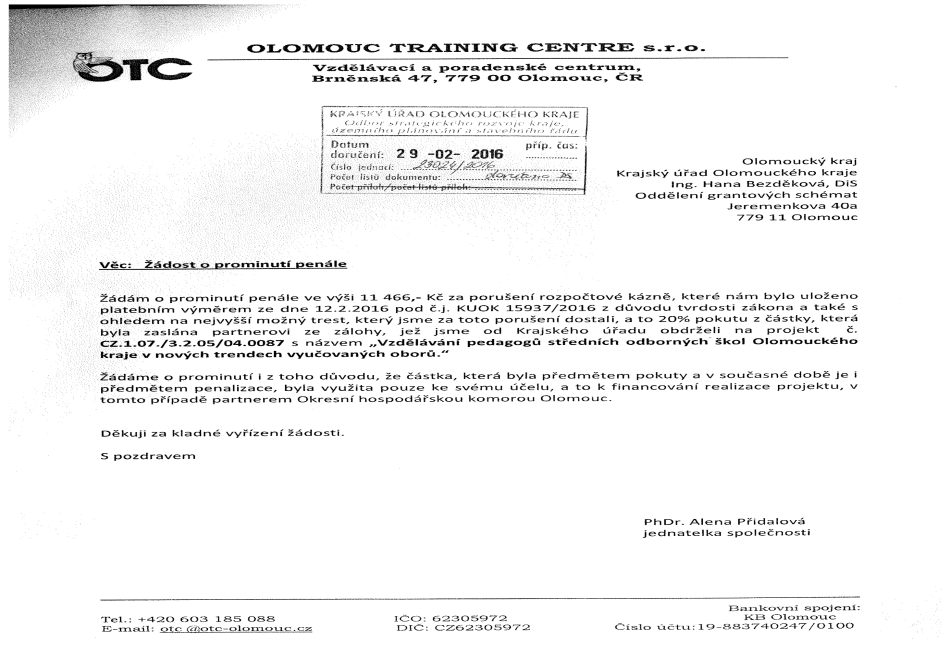 OTC
OLOMOUC TRAINING CENTRE s.r.o.
Vzdělávací a poradenské centrum,
Brněnská 47, 779 00 Olomouc, ČR
KRAJSKÝ ÚŘAD OLOMOUCKÉHO KRAJE
Odbor strategického rozvoje kraje,
územního plánování a stavebního řádu
Datum
doručení: 29 -02- 2016 příp. čas:
Číslo jednací: 23024/2016
Počet listů dokumentu: doručeno
Počet příloh/počet listů příloh:
Olomoucký kraj
Krajský úřad Olomouckého kraje
Ing. Hana Bezděková, DiS
Oddělení grantových schémat
Jeremenkova 40a
779 11 Olomouc
Věc: Žádost o prominutí penále
Žádám o prominutí penále ve výši 11 466,- Kč za porušení rozpočtové kázně, které nám bylo uloženo
platebním výměrem ze dne 12.2.2016 pod č.j. KUOK 15937/2016 z důvodu tvrdosti zákona a také s
ohledem na nejvyšší možný trest, který jsme za toto porušení dostali, a to 20% pokutu z částky, která
byla zaslána partnerovi ze zálohy, jež jsme od Krajského úřadu obdrželi na projekt č.
CZ.1.07./3.2.05/04.0087 s názvem „Vzdělávání pedagogů středních odborných škol Olomouckého
kraje v nových trendech vyučovaných oborů.“
Žádáme o prominutí i z toho důvodu, že částka, která byla předmětem pokuty a v současné době je i
předmětem penalizace, byla využita pouze ke svému účelu, a to k financování realizace projektu, v
tomto případě partnerem Okresní hospodářskou komorou Olomouc.
Děkuji za kladné vyřízení žádosti.
S pozdravem
PhDr. Alena Přidalová
jednatelka společnosti
Tel.: +420 603 185 088
E-mail: otc @otc-olomouc.cz
IČO: 62305972
DIČ: CZ62305972
Bankovní spojení:
KB Olomouc
Číslo účtu:19-883740247/0100